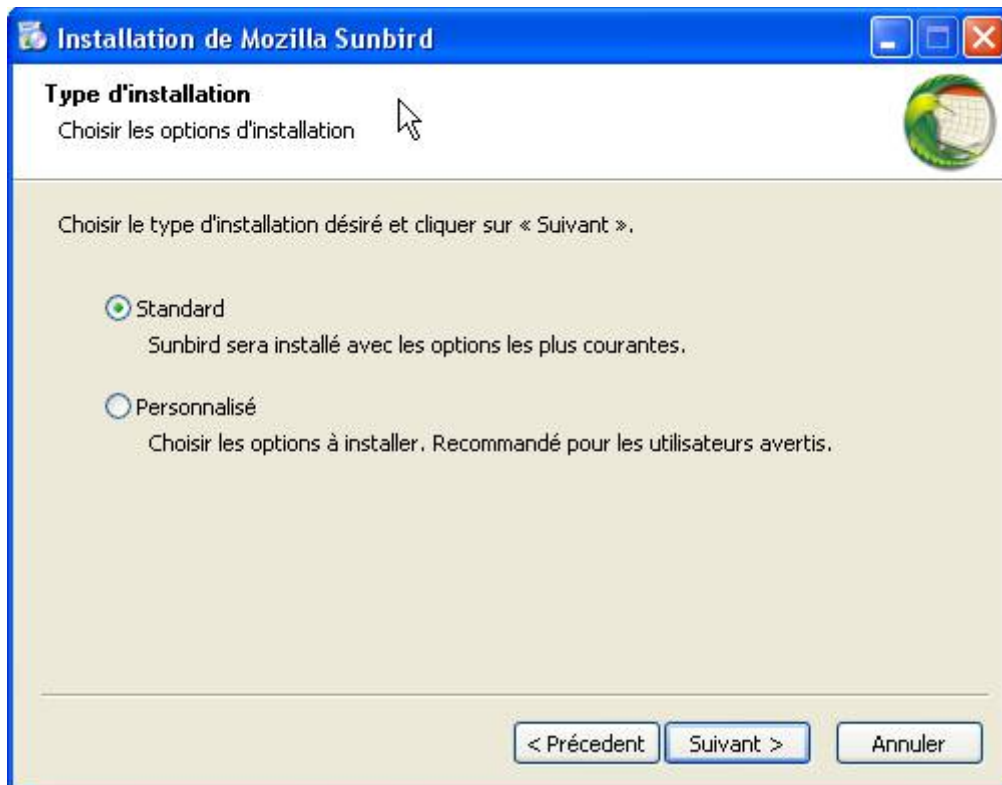 Installation de Mozilla Sunbird
Type d'installation
Choisir les options d'installation
Choisir le type d'installation désiré et cliquer sur « Suivant ».
Standard
Sunbird sera installé avec les options les plus courantes.
Personnalisé
Choisir les options à installer. Recommandé pour les utilisateurs avertis.
< Précedent
Suivant >
Annuler